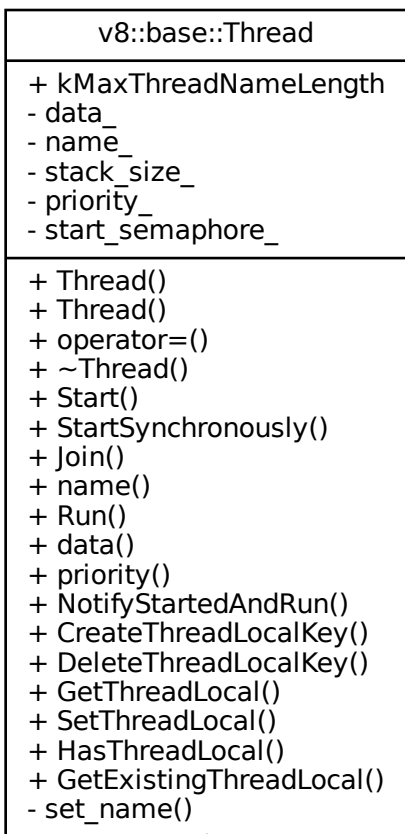 v8::base::Thread
+ kMaxThreadNameLength
- data_
- name_
- stack_size_
- priority_
- start_semaphore_
+ Thread()
+ Thread()
+ operator=()
+ ~Thread()
+ Start()
+ StartSynchronously()
+ Join()
+ name()
+ Run()
+ data()
+ priority()
+ NotifyStartedAndRun()
+ CreateThreadLocalKey()
+ DeleteThreadLocalKey()
+ GetThreadLocal()
+ SetThreadLocal()
+ HasThreadLocal()
+ GetExistingThreadLocal()
- set_name()